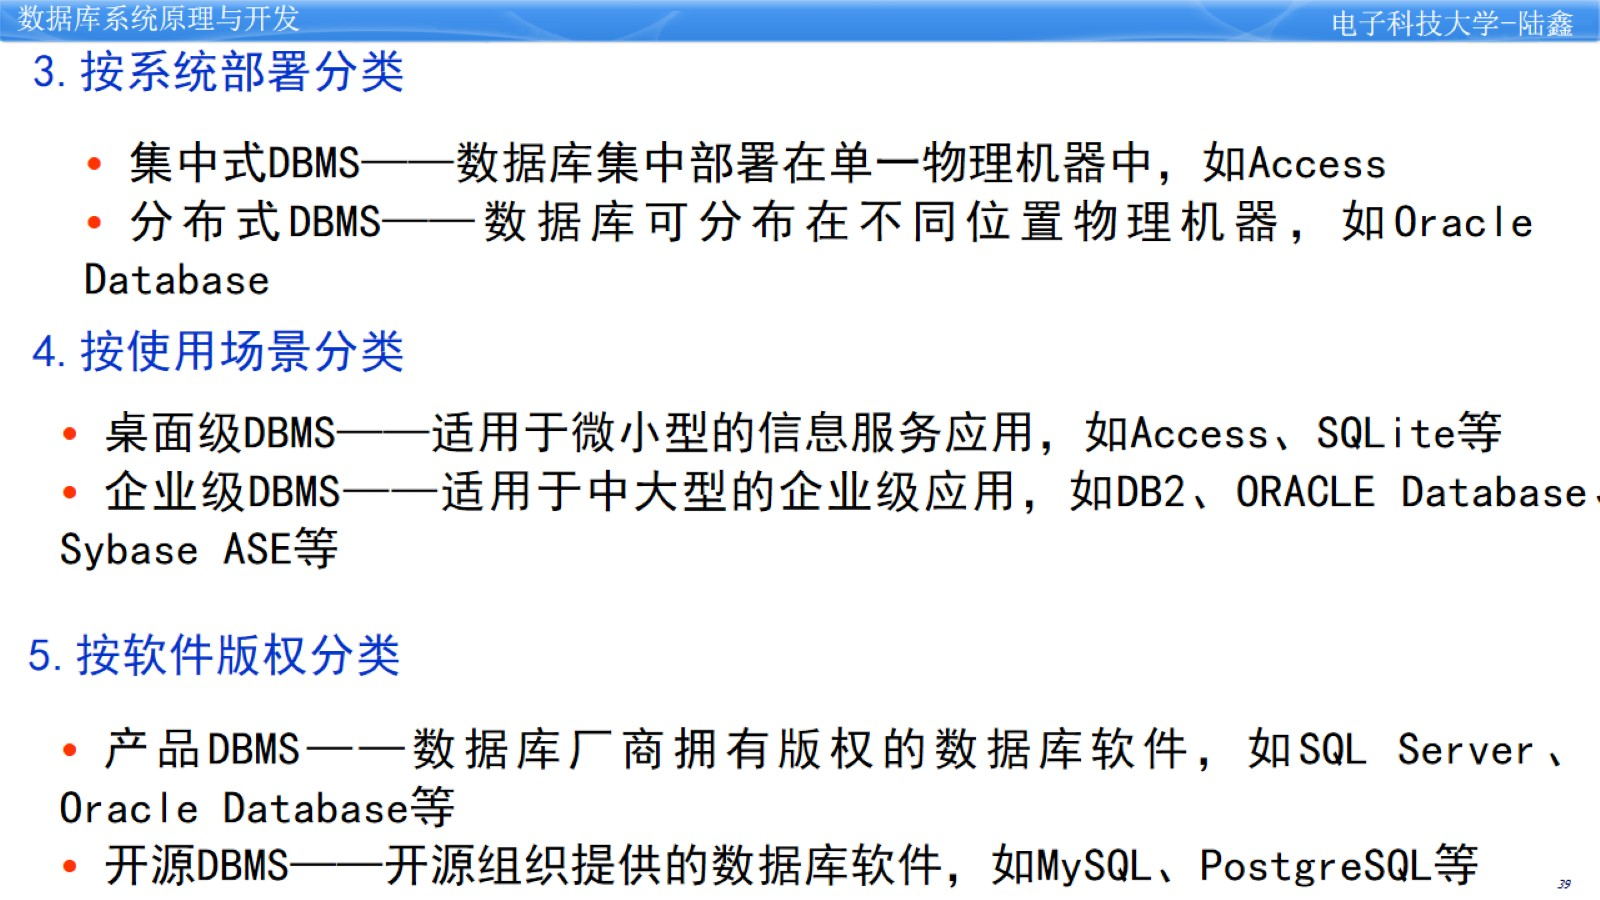 数据库系统原理与开发
电子科技大学-陆鑫
3. 按系统部署分类
• 集中式DBMS——数据库集中部署在单一物理机器中，如Access
• 分布式DBMS——数据库可分布在不同位置物理机器，如Oracle
Database
4. 按使用场景分类
• 桌面级DBMS——适用于微小型的信息服务应用，如Access、SQLite等
• 企业级DBMS——适用于中大型的企业级应用，如DB2、ORACLE Database、
Sybase ASE等
5. 按软件版权分类
• 产品DBMS——数据库厂商拥有版权的数据库软件，如SQL Server、
Oracle Database等
• 开源DBMS——开源组织提供的数据库软件，如MySQL、PostgreSQL等
39